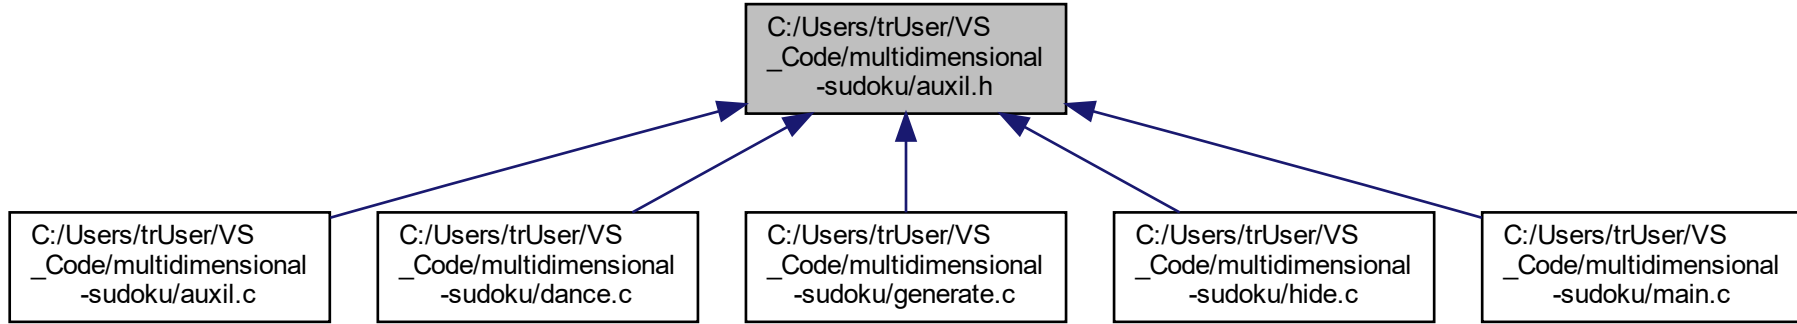 C:/Users/trUser/VS
_Code/multidimensional
-sudoku/auxil.h
C:/Users/trUser/VS
_Code/multidimensional
-sudoku/auxil.c
C:/Users/trUser/VS
_Code/multidimensional
-sudoku/dance.c
C:/Users/trUser/VS
_Code/multidimensional
-sudoku/generate.c
C:/Users/trUser/VS
_Code/multidimensional
-sudoku/hide.c
C:/Users/trUser/VS
_Code/multidimensional
-sudoku/main.c